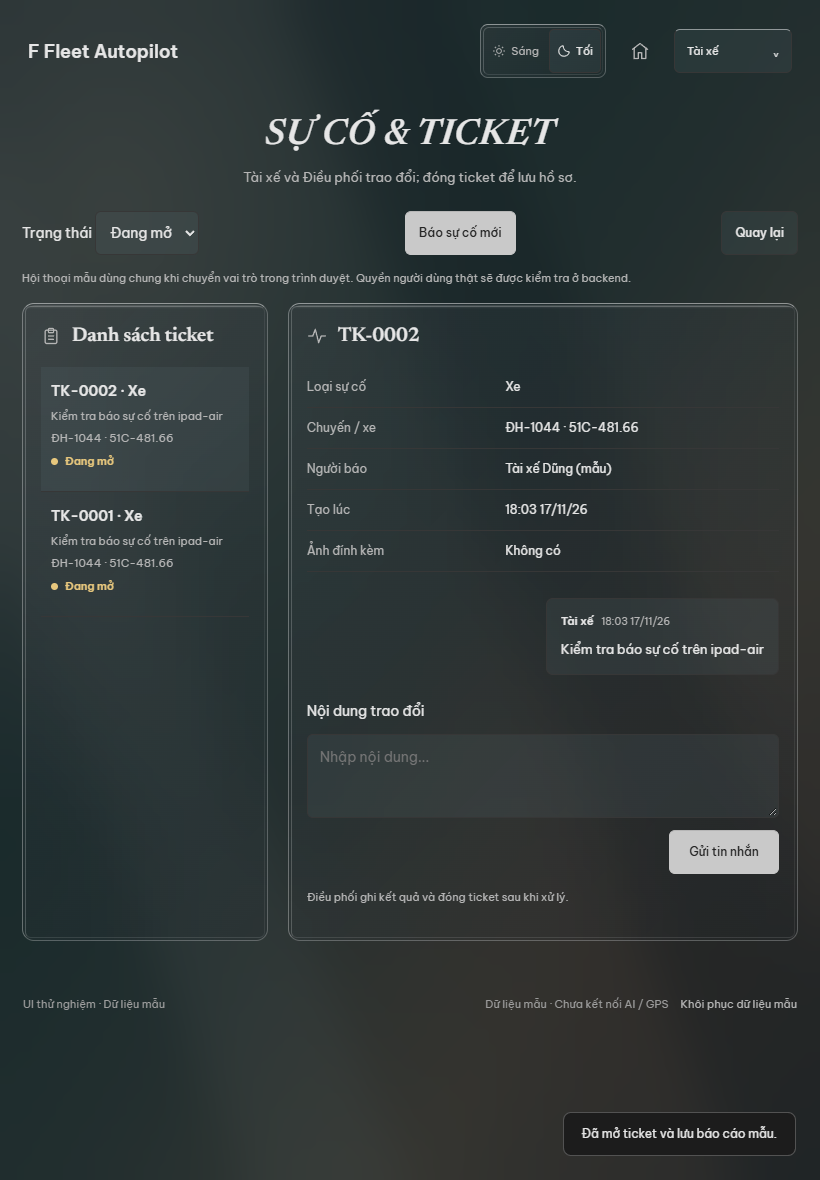 F Fleet Autopilot
Sáng
Tối
Tài xế
SỰ CỐ & TICKET
Tài xế và Điều phối trao đổi; đóng ticket để lưu hồ sơ.
Trạng thái
Đang mở
Báo sự cố mới
Quay lại
Hội thoại mẫu dùng chung khi chuyển vai trò trong trình duyệt. Quyền người dùng thật sẽ được kiểm tra ở backend.
Danh sách ticket
TK-0002 · Xe
Kiểm tra báo sự cố trên ipad-air
ĐH-1044 · 51C-481.66
Đang mở
TK-0001 · Xe
Kiểm tra báo sự cố trên ipad-air
ĐH-1044 · 51C-481.66
Đang mở
TK-0002
Loại sự cố
Xe
Chuyến / xe
ĐH-1044 · 51C-481.66
Người báo
Tài xế Dũng (mẫu)
Tạo lúc
18:03 17/11/26
Ảnh đính kèm
Không có
Tài xế 18:03 17/11/26
Kiểm tra báo sự cố trên ipad-air
Nội dung trao đổi
Nhập nội dung...
Gửi tin nhắn
Điều phối ghi kết quả và đóng ticket sau khi xử lý.
UI thử nghiệm · Dữ liệu mẫu
Dữ liệu mẫu · Chưa kết nối AI / GPS
Khôi phục dữ liệu mẫu
Đã mở ticket và lưu báo cáo mẫu.